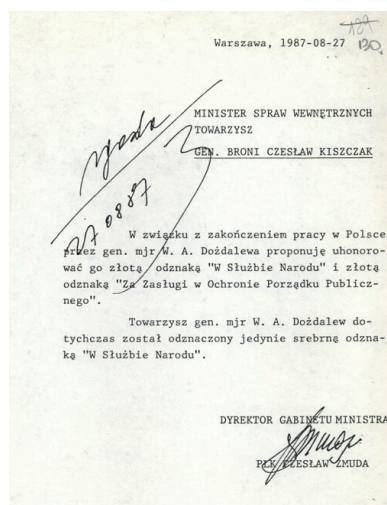 187
130
Warszawa, 1987-08-27
MINISTER SPRAW WEWNĘTRZNYCH
TOWARZYSZ
GEN. BRONI CZESŁAW KISZCZAK
Zgoda
27 08 87
W związku z zakończeniem pracy w Polsce
przez gen. mjr W. A. Dożdalewa proponuję uhonoro-
wać go złotą odznaką "W Służbie Narodu" i złotą
odznaką "Za Zasługi w Ochronie Porządku Publicz-
nego".
Towarzysz gen. mjr W. A. Dożdalew do-
tychczas został odznaczony jedynie srebrną odzna-
ką "W Służbie Narodu".
DYREKTOR GABINETU MINISTRA
PŁK CZESŁAW ŻMUDA